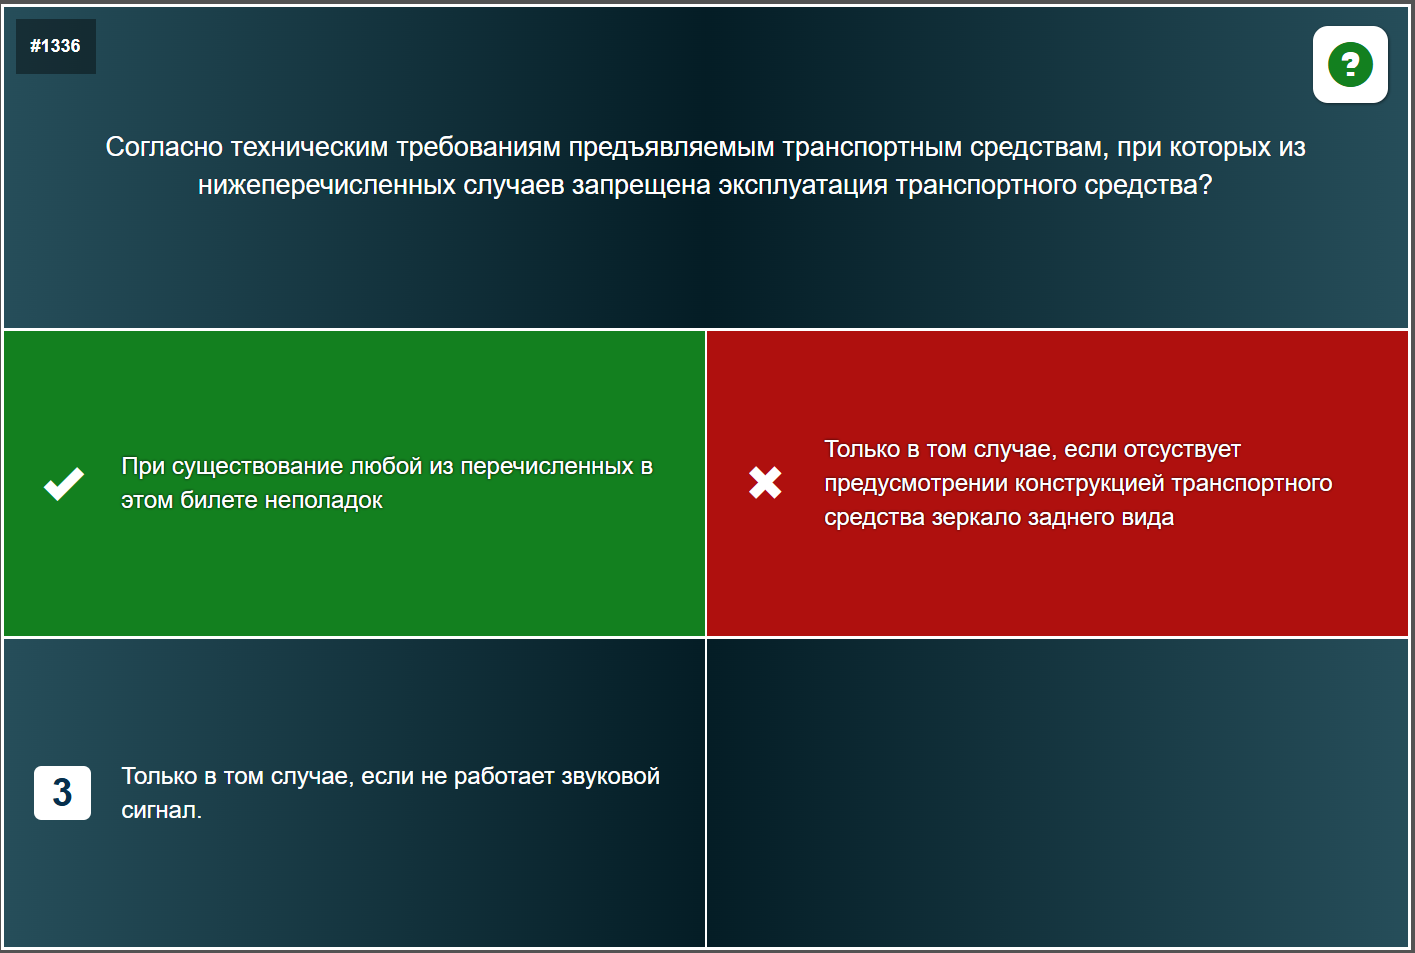 #1336
?
Согласно техническим требованиям предъявляемым транспортным средствам, при которых из
нижеперечисленных случаев запрещена эксплуатация транспортного средства?
При существование любой из перечисленных в
этом билете неполадок
Только в том случае, если отсуствует
предусмотрении конструкцией транспортного
средства зеркало заднего вида
3
Только в том случае, если не работает звуковой
сигнал.